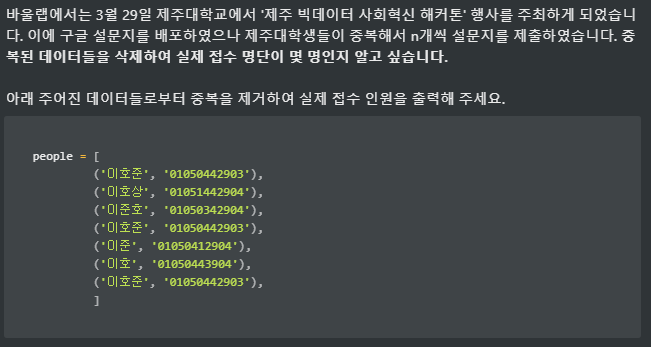 바울랩에서는 3월 29일 제주대학교에서 '제주 빅데이터 사회혁신 해커톤' 행사를 주최하게 되었습니
다. 이에 구글 설문지를 배포하였으나 제주대학생들이 중복해서 n개씩 설문지를 제출하였습니다. 중
복된 데이터들을 삭제하여 실제 접수 명단이 몇 명인지 알고 싶습니다.
아래 주어진 데이터들로부터 중복을 제거하여 실제 접수 인원을 출력해 주세요.
people = [
('이호준', '01050442903'),
('이호상', '01051442904'),
('이준호', '01050342904'),
('이호준', '01050442903'),
('이준', '01050412904'),
('이호', '01050443904'),
('이호준', '01050442903'),
]